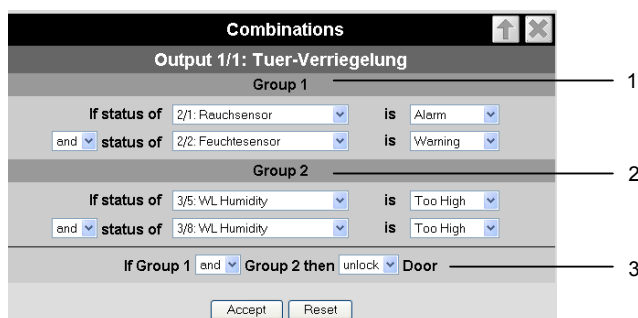 Combinations
Output 1/1: Tuer-Verriegelung
Group 1 1
If status of 2/1: Rauchsensor is Alarm
and status of 2/2: Feuchtesensor is Warning
Group 2 2
If status of 3/5: WL Humidity is Too High
and status of 3/8: WL Humidity is Too High
If Group 1 and Group 2 then unlock Door 3
Accept Reset